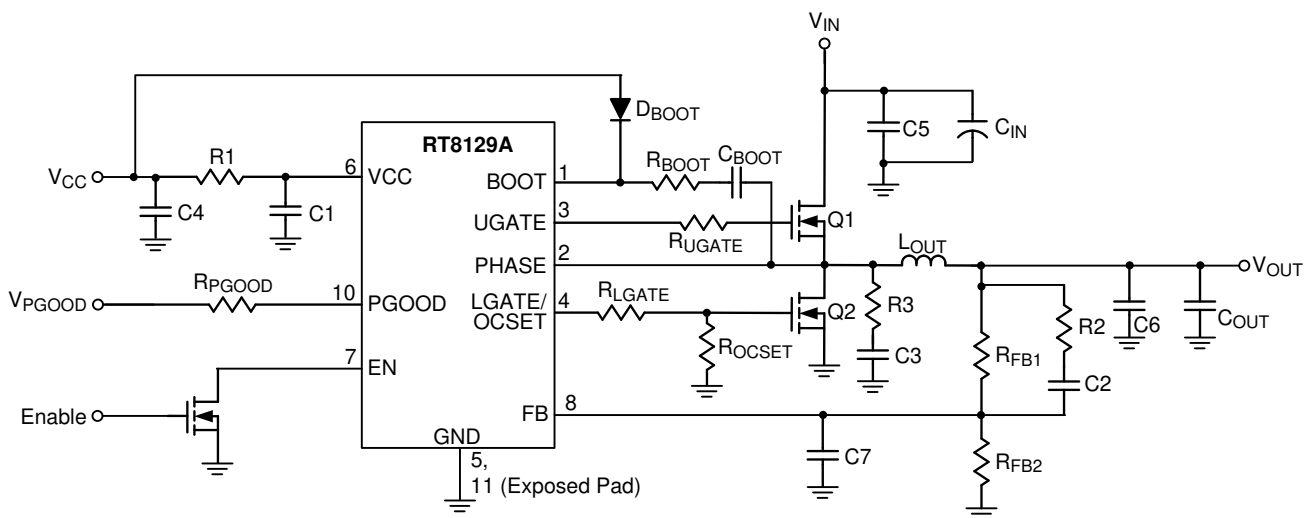 VIN
DBOOT
C5
CIN
RT8129A
RBOOT
CBOOT
R1
6
VCC
BOOT
1
VCC
C4
C1
UGATE
3
RUGATE
Q1
PHASE
2
LOUT
VOUT
RPGOOD
VPGOOD
10
PGOOD
LGATE/
OCSET
4
RLGATE
Q2
R3
ROCSET
C3
RFB1
R2
C2
C6
COUT
7
EN
Enable
FB
8
GND
5,
11 (Exposed Pad)
C7
RFB2